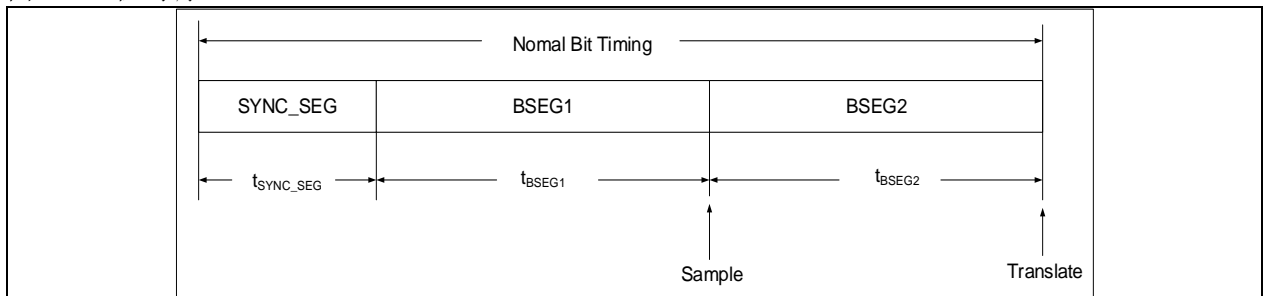 Nomal Bit Timing
SYNC_SEG BSEG1 BSEG2
tSYNC_SEG tBSEG1 tBSEG2
Sample Translate